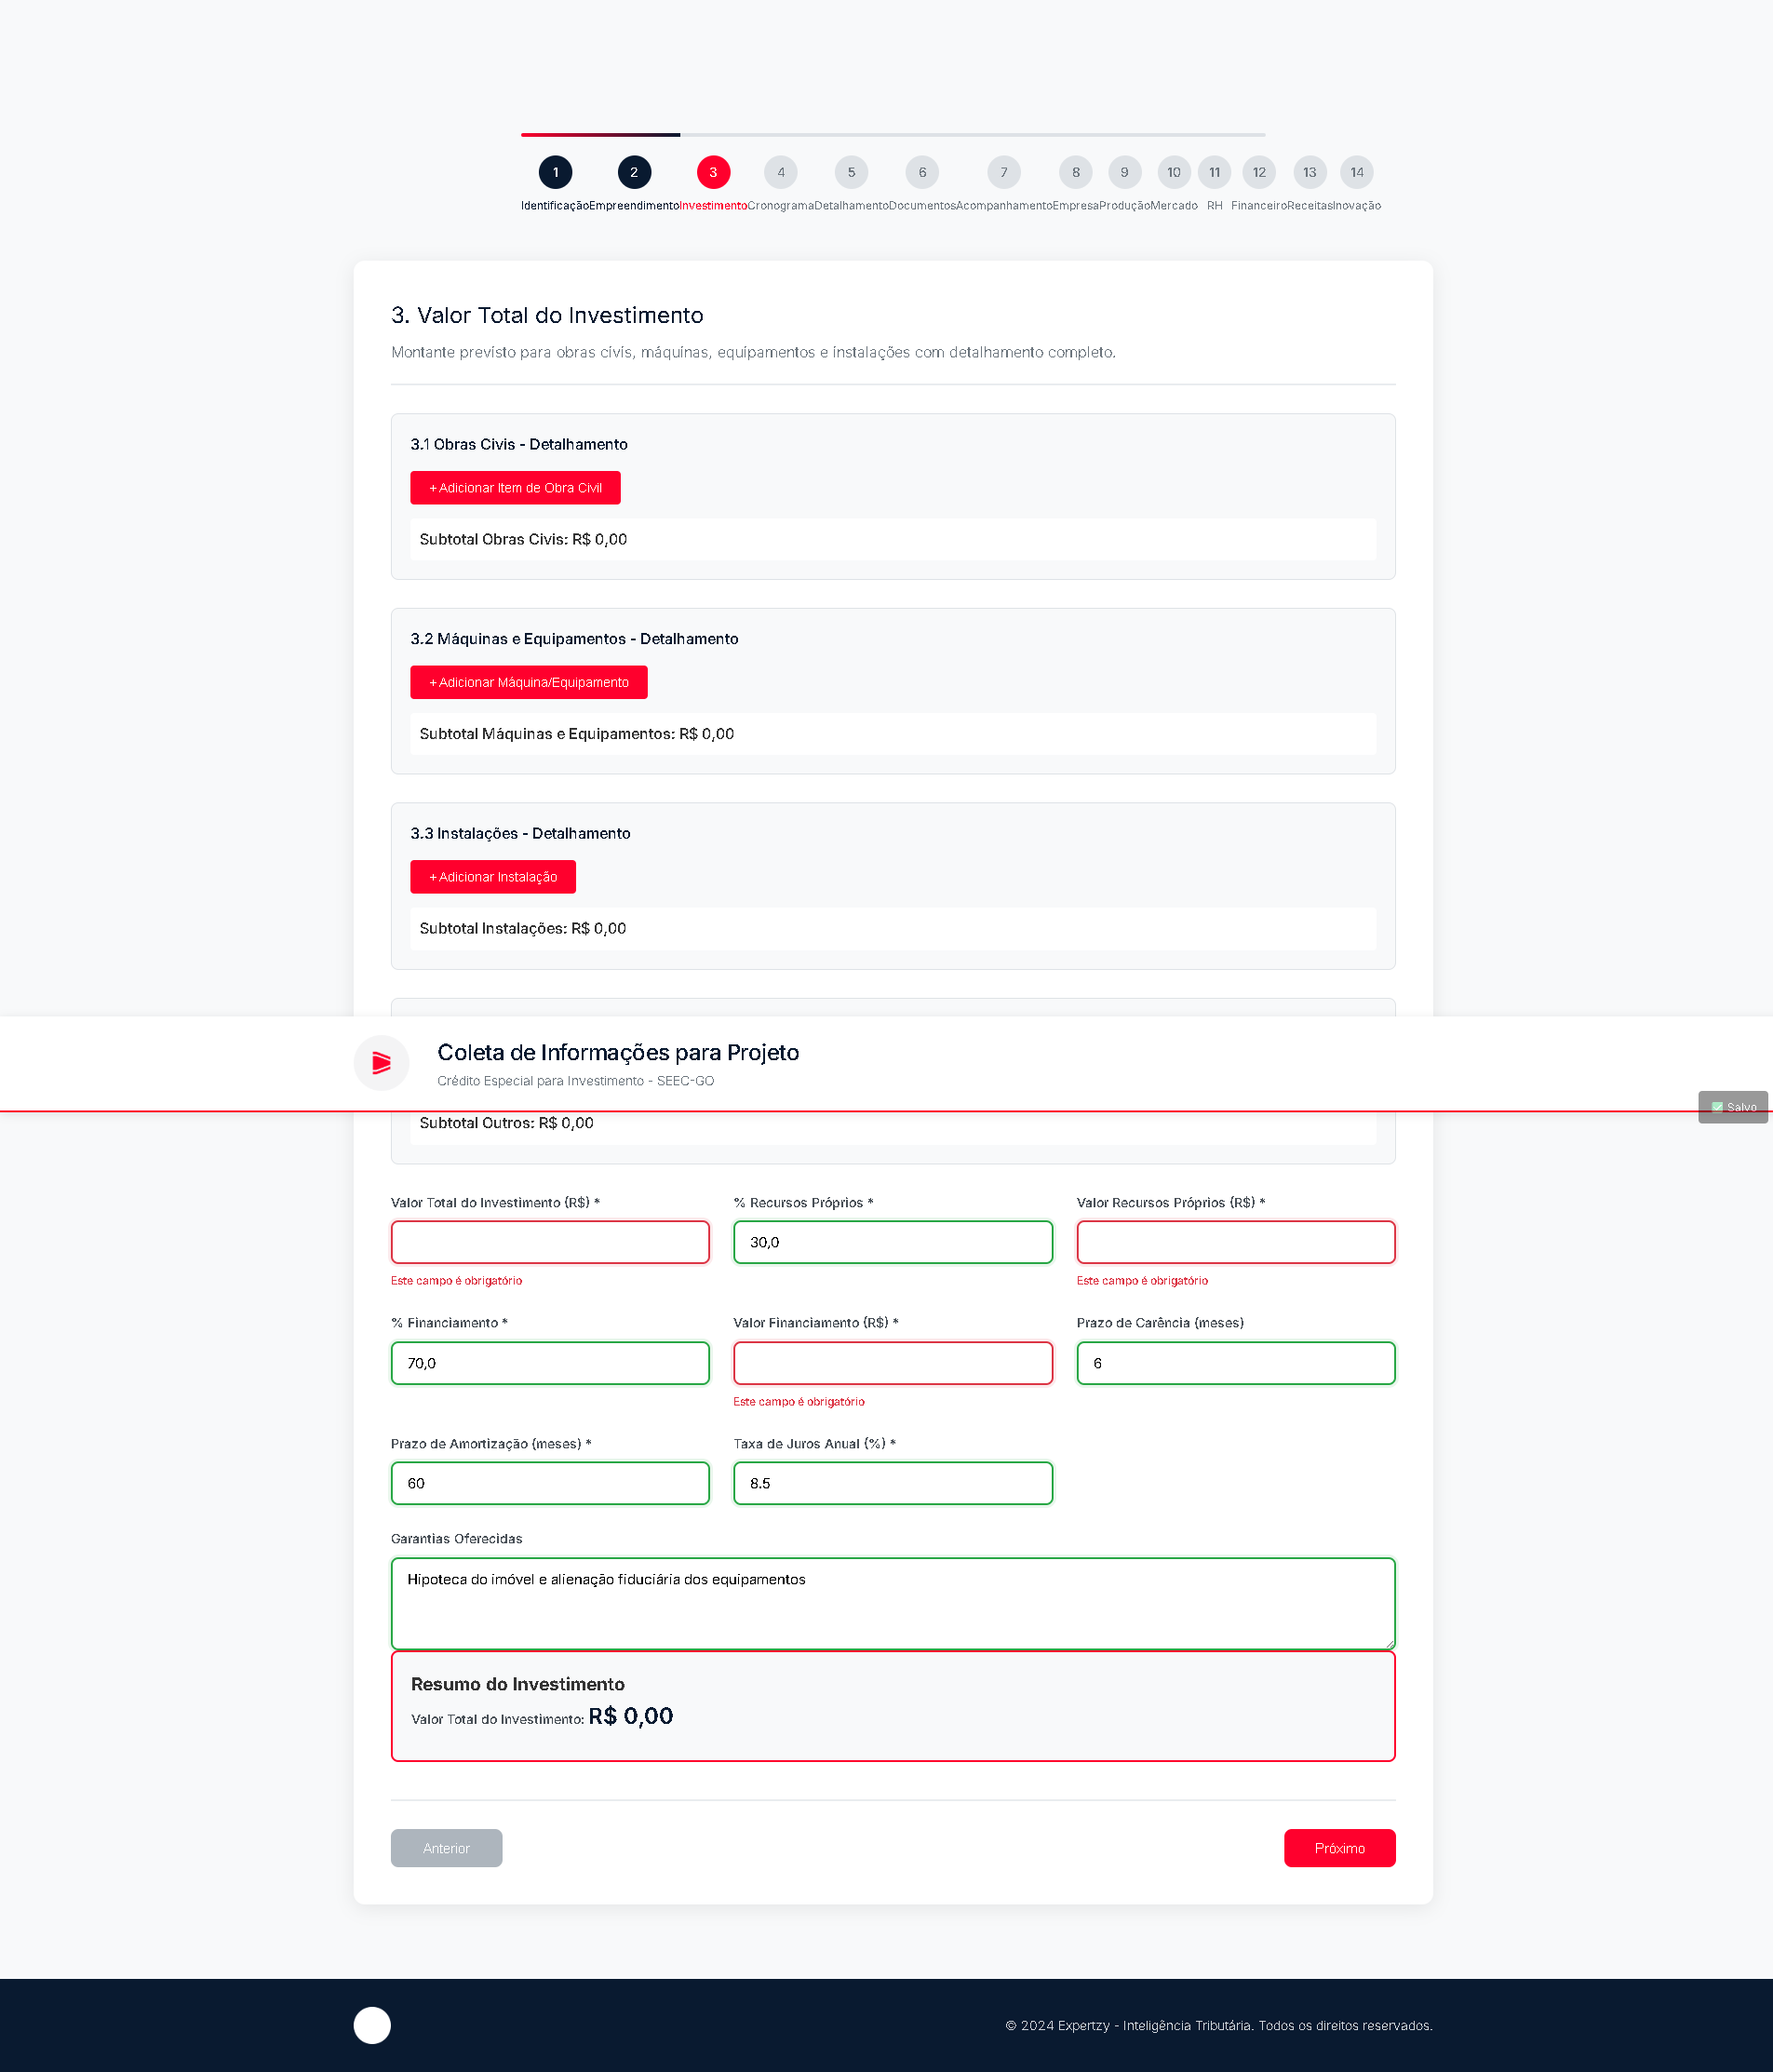 1 2 3 4 5 6 7 8 9 10 11 12 13 14
Identificação Empreendimento Investimento Cronograma Detalhamento Documentos Acompanhamento Empresa Produção Mercado RH Financeiro Receitas Inovação
3. Valor Total do Investimento
Montante previsto para obras civis, máquinas, equipamentos e instalações com detalhamento completo.
3.1 Obras Civis - Detalhamento
+ Adicionar Item de Obra Civil
Subtotal Obras Civis: R$ 0,00
3.2 Máquinas e Equipamentos - Detalhamento
+ Adicionar Máquina/Equipamento
Subtotal Máquinas e Equipamentos: R$ 0,00
3.3 Instalações - Detalhamento
+ Adicionar Instalação
Subtotal Instalações: R$ 0,00
Coleta de Informações para Projeto
Crédito Especial para Investimento - SEEC-GO
✅ Salvo
Subtotal Outros: R$ 0,00
Valor Total do Investimento (R$) * % Recursos Próprios * Valor Recursos Próprios (R$) *
30,0
Este campo é obrigatório Este campo é obrigatório
% Financiamento * Valor Financiamento (R$) * Prazo de Carência (meses)
70,0 6
Este campo é obrigatório
Prazo de Amortização (meses) * Taxa de Juros Anual (%) *
60 8.5
Garantias Oferecidas
Hipoteca do imóvel e alienação fiduciária dos equipamentos
Resumo do Investimento
Valor Total do Investimento: R$ 0,00
Anterior Próximo
© 2024 Expertzy - Inteligência Tributária. Todos os direitos reservados.